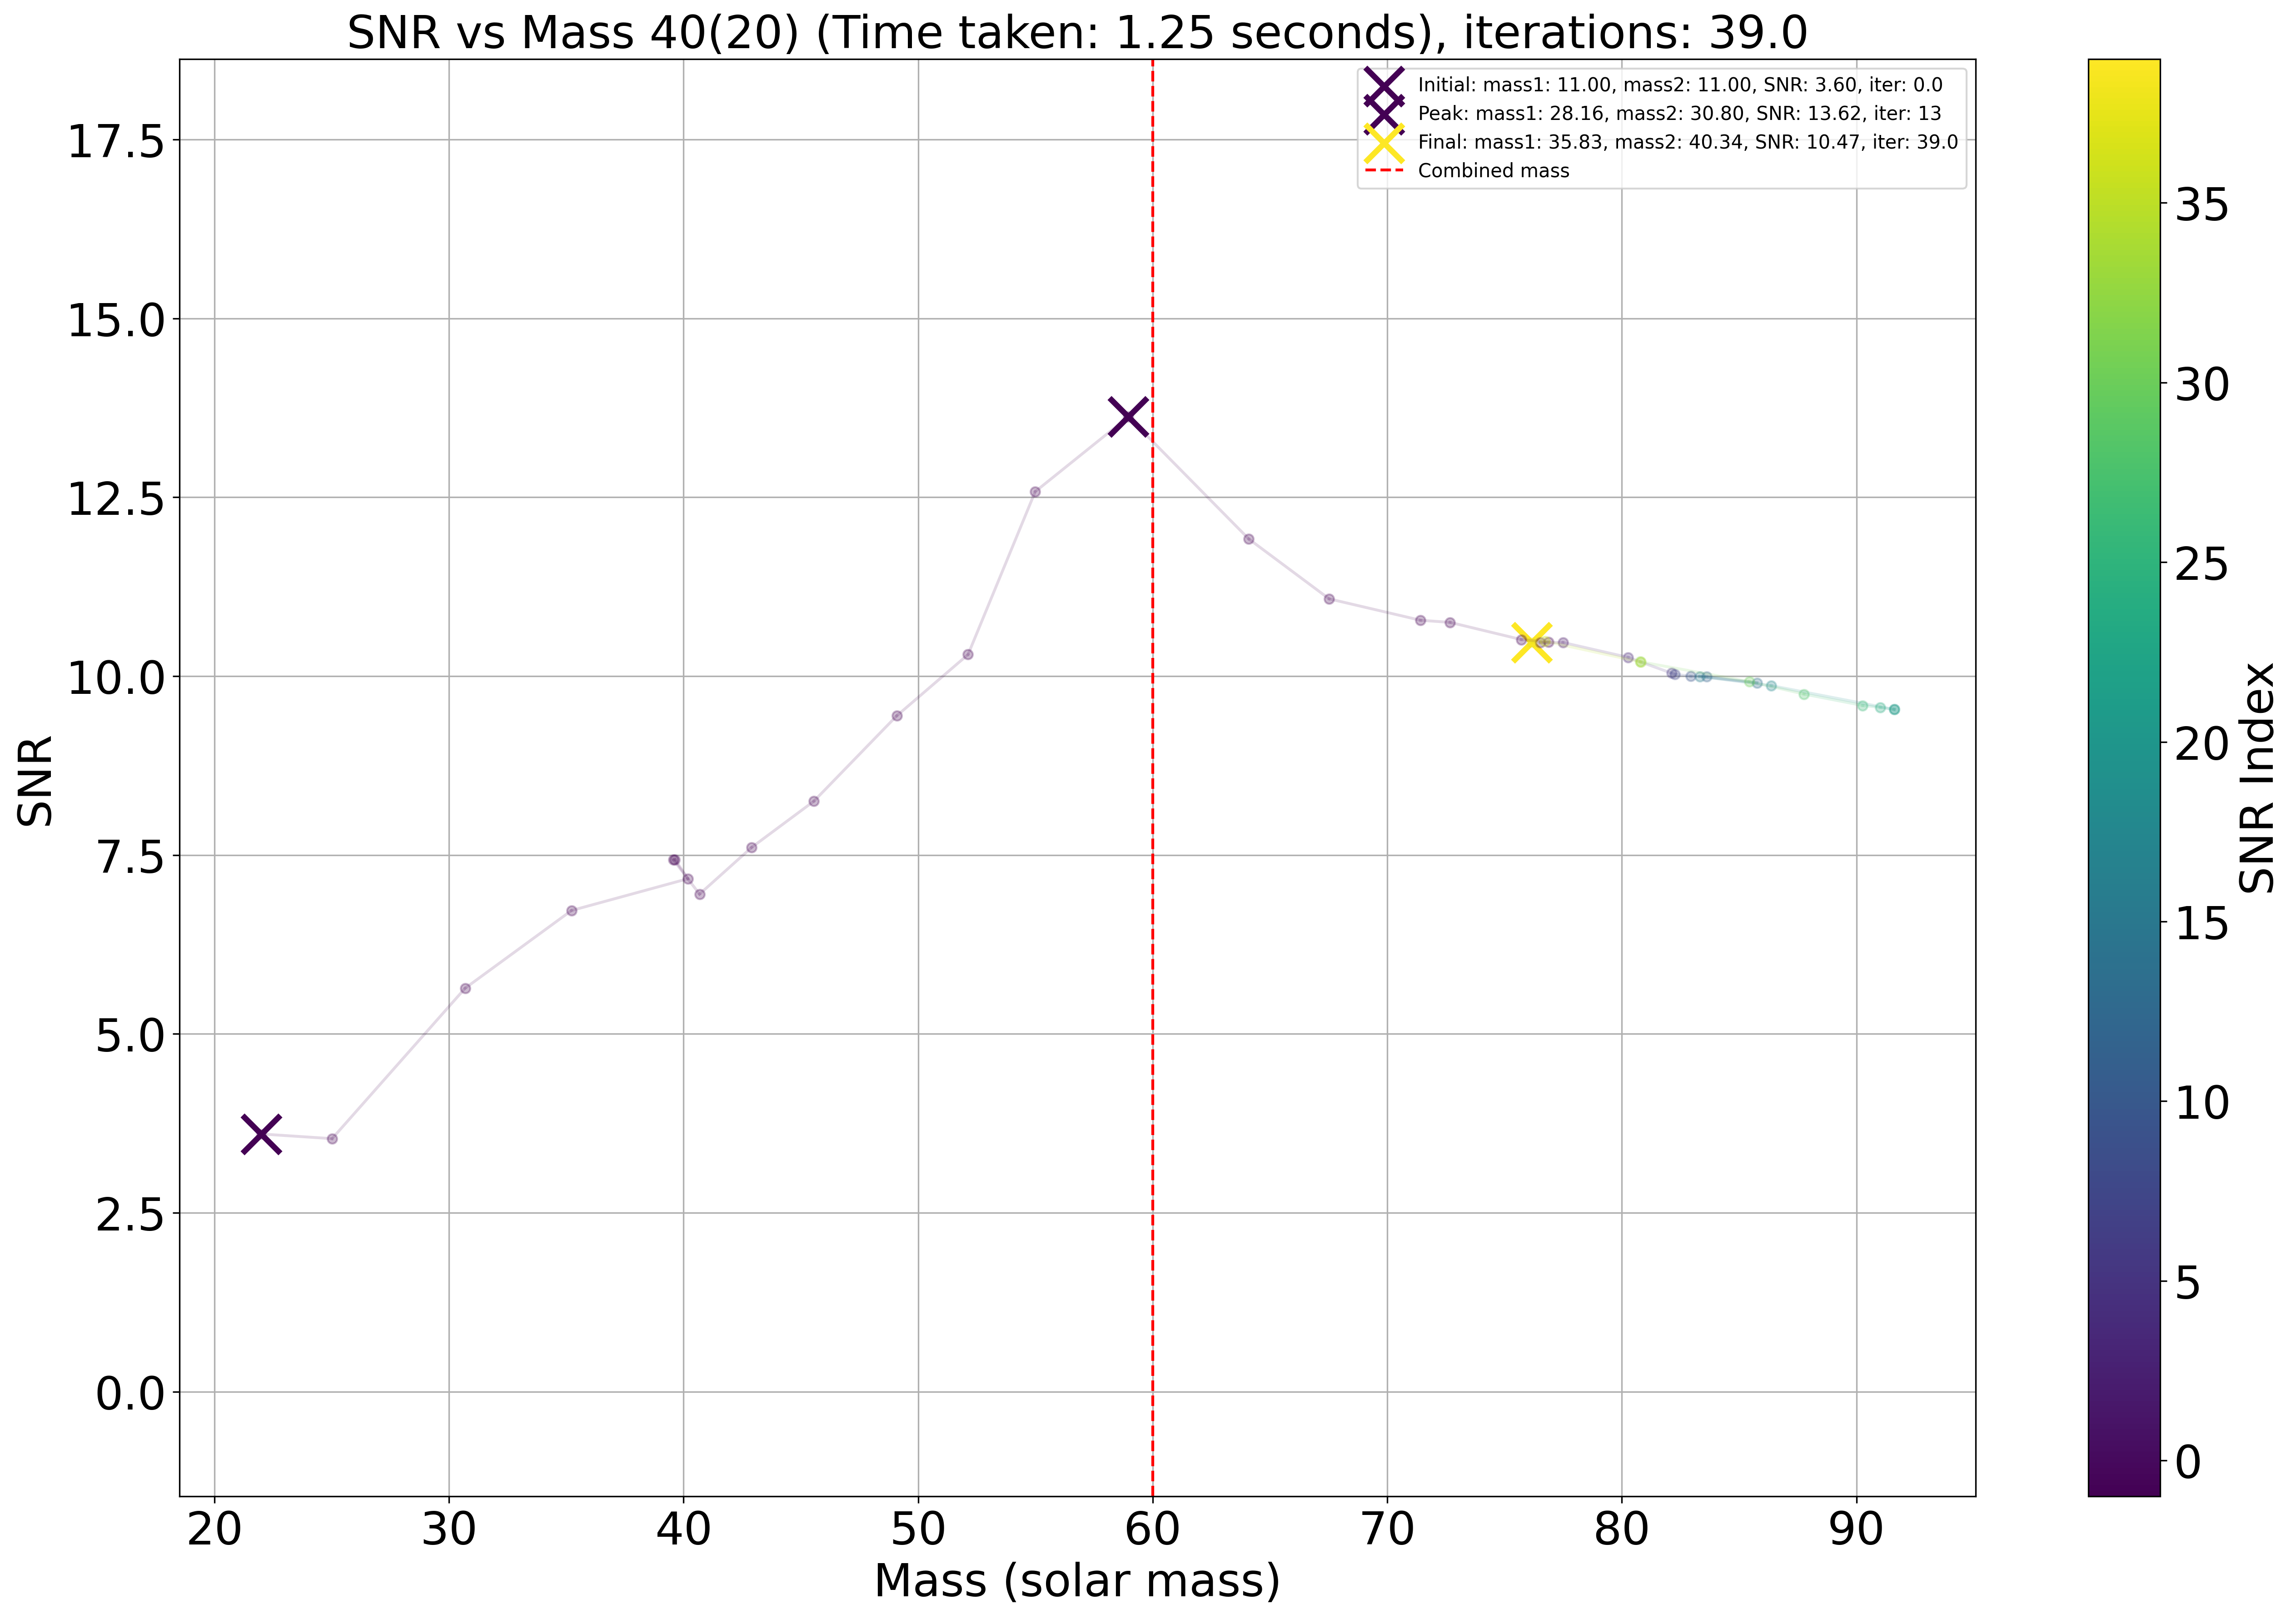 SNR vs Mass 40(20) (Time taken: 1.25 seconds), iterations: 39.0
Initial: mass1: 11.00, mass2: 11.00, SNR: 3.60, iter: 0.0
Peak: mass1: 28.16, mass2: 30.80, SNR: 13.62, iter: 13
Final: mass1: 35.83, mass2: 40.34, SNR: 10.47, iter: 39.0
Combined mass
17.5
15.0
12.5
10.0
7.5
5.0
2.5
0.0
SNR
20 30 40 50 60 70 80 90
Mass (solar mass)
35
30
25
20
15
10
5
0
SNR Index